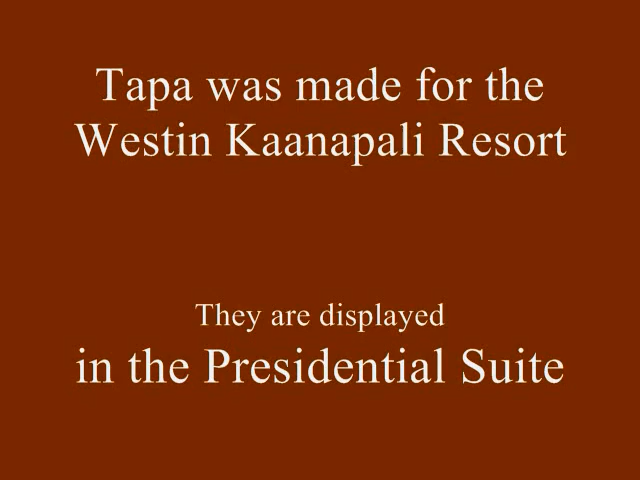 Tapa was made for the
Westin Kaanapali Resort
They are displayed
in the Presidential Suite